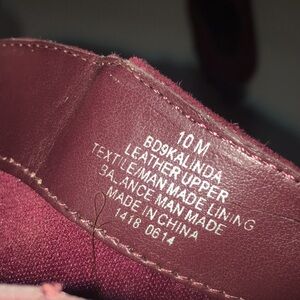 10 M
BD9KALINDA
LEATHER UPPER
TEXTILE/MAN MADE LINING
BALANCE MAN MADE
MADE IN CHINA
1418 0614